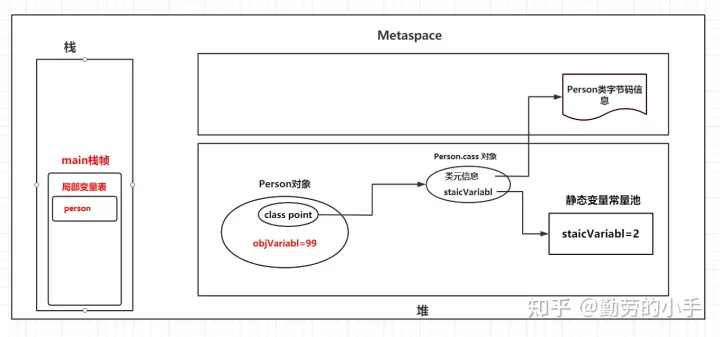 Metaspace
栈
Person类字节码信
息
main栈帧
局部变量表
person
Person.cass 对象
类元信息
staicVariabl
Person对象
class point
objVariabl=99
静态变量常量池
staicVariabl=2
堆
知乎 @勤劳的小手